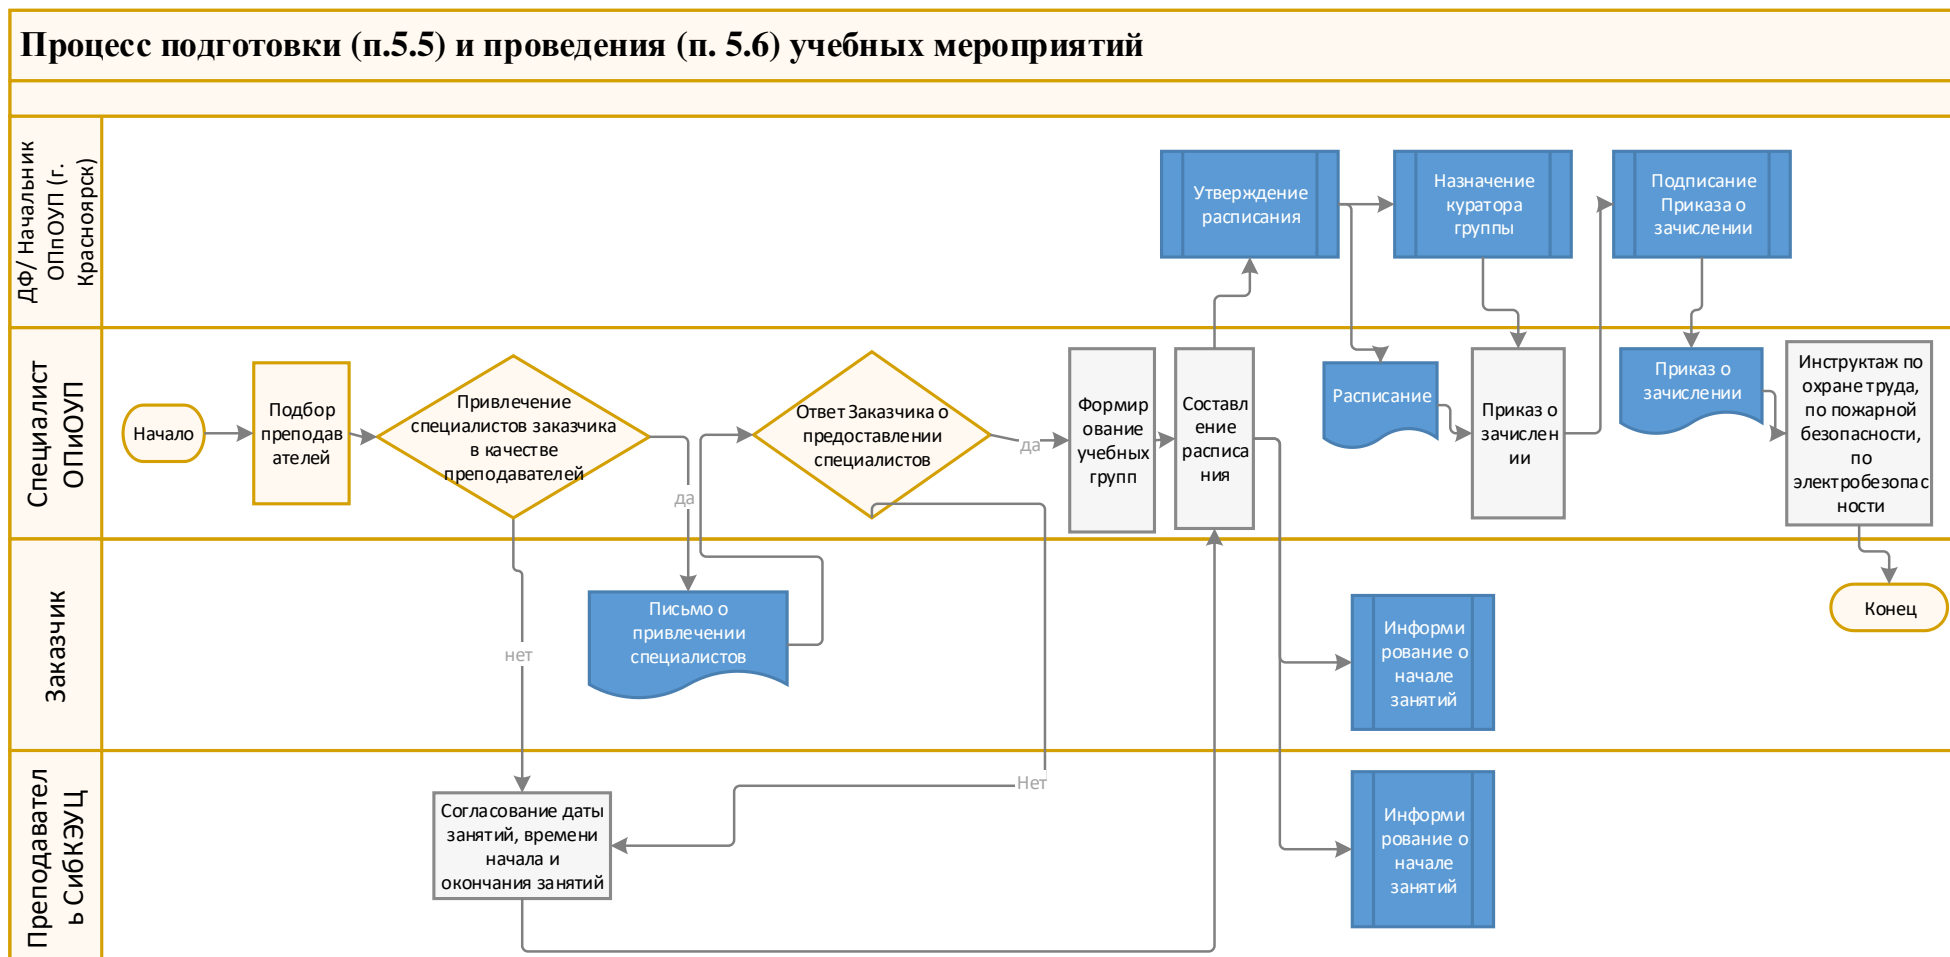 Процесс подготовки (п.5.5) и проведения (п. 5.6) учебных мероприятий
ДФ/ Начальник
ОПпОУП (г.
Красноярск)
Утверждение
расписания
Назначение
куратора
группы
Подписание
Приказа о
зачислении
Специалист
ОПиОУП
Начало
Подбор
преподав
ателей
Привлечение
специалистов заказчика
в качестве
преподавателей
да
нет
Ответ Заказчика о
предоставлении
специалистов
да
Формир
ование
учебных
групп
Составл
ение
расписа
ния
Расписание
Приказ о
зачислен
ии
Приказ о
зачислении
Инструктаж по
охране труда,
по пожарной
безопасности,
по
электробезопас
ности
Заказчик
Письмо о
привлечении
специалистов
Информи
рование о
начале
занятий
Конец
Преподавател
ь СибКЭУЦ
Согласование даты
занятий, времени
начала и
окончания занятий
Нет
Информи
рование о
начале
занятий